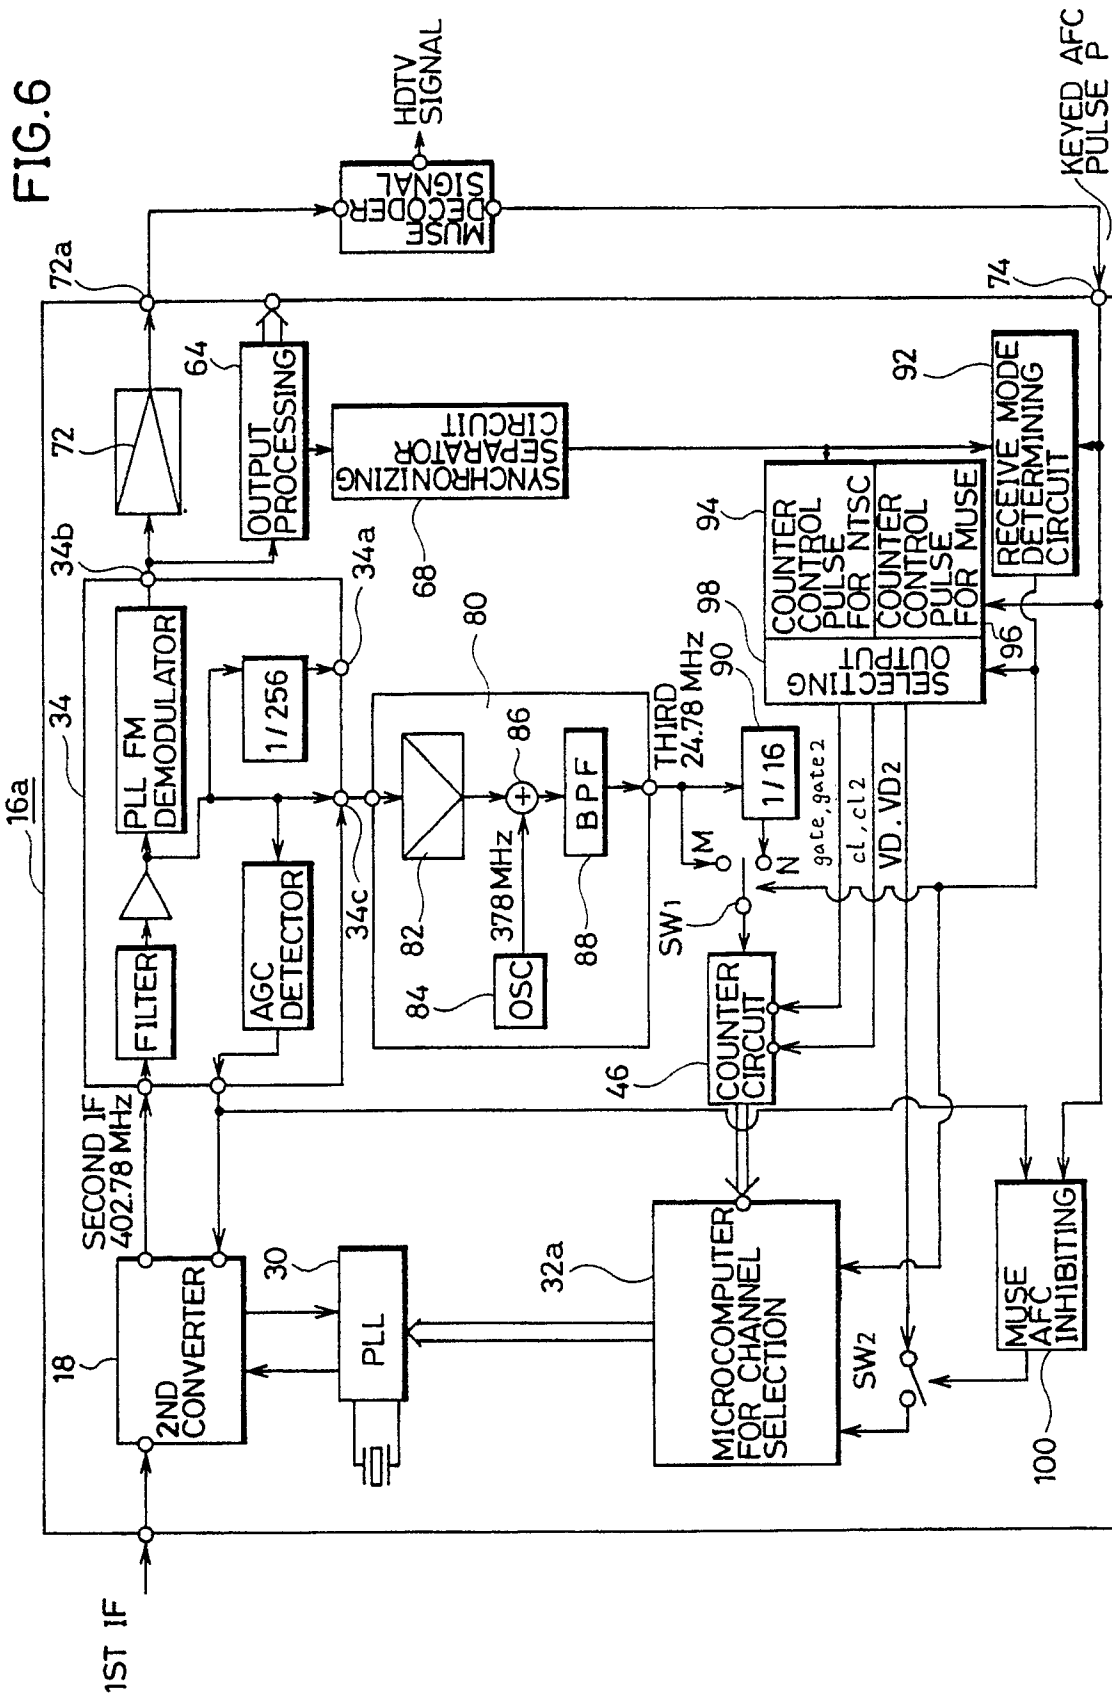 FIG.6
16a
1ST IF
18
2ND
CONVERTER
SECOND IF
402.78 MHz
30
PLL
34
FILTER
PLL FM
DEMODULATOR
AGC
DETECTOR
1/256
34b
34a
34c
72
72a
64
OUTPUT
PROCESSING
SYNCHRONIZING
SEPARATOR
CIRCUIT
68
MUSE
DECODER
SIGNAL
HDTV
SIGNAL
80
82
84
OSC
378MHz
86
BPF
88
THIRD
24.78 MHz
90
1/16
M
N
SW1
46
COUNTER
CIRCUIT
gate, gate2
cl, cl2
VD. VD2
98
SELECTING
OUTPUT
94
COUNTER
CONTROL
PULSE
FOR NTSC
COUNTER
CONTROL
PULSE
FOR MUSE
96
92
RECEIVE MODE
DETERMINING
CIRCUIT
74
KEYED AFC
PULSE P
32a
MICROCOMPUTER
FOR CHANNEL
SELECTION
SW2
MUSE
AFC
INHIBITING
100